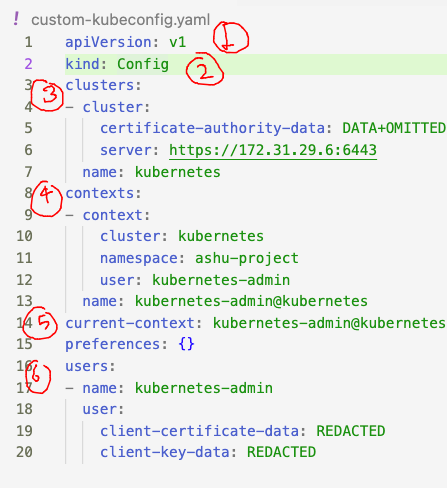 ! custom-kubeconfig.yaml
1 apiVersion: v1 1
2 kind: Config 2
3 clusters: 3
4 - cluster:
5 certificate-authority-data: DATA+OMITTED
6 server: https://172.31.29.6:6443
7 name: kubernetes
8 contexts: 4
9 - context:
10 cluster: kubernetes
11 namespace: ashu-project
12 user: kubernetes-admin
13 name: kubernetes-admin@kubernetes
14 current-context: kubernetes-admin@kubernetes 5
15 preferences: {}
16 users: 6
17 - name: kubernetes-admin
18 user:
19 client-certificate-data: REDACTED
20 client-key-data: REDACTED